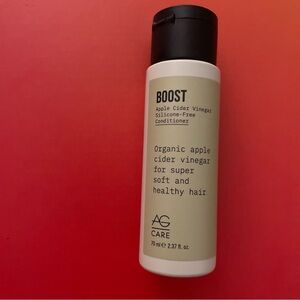 BOOST
Apple Cider Vinegar
Silicone-Free
Conditioner
Organic apple
cider vinegar
for super
soft and
healthy hair
AG
CARE
70 ml ℮ 2.37 fl. oz.